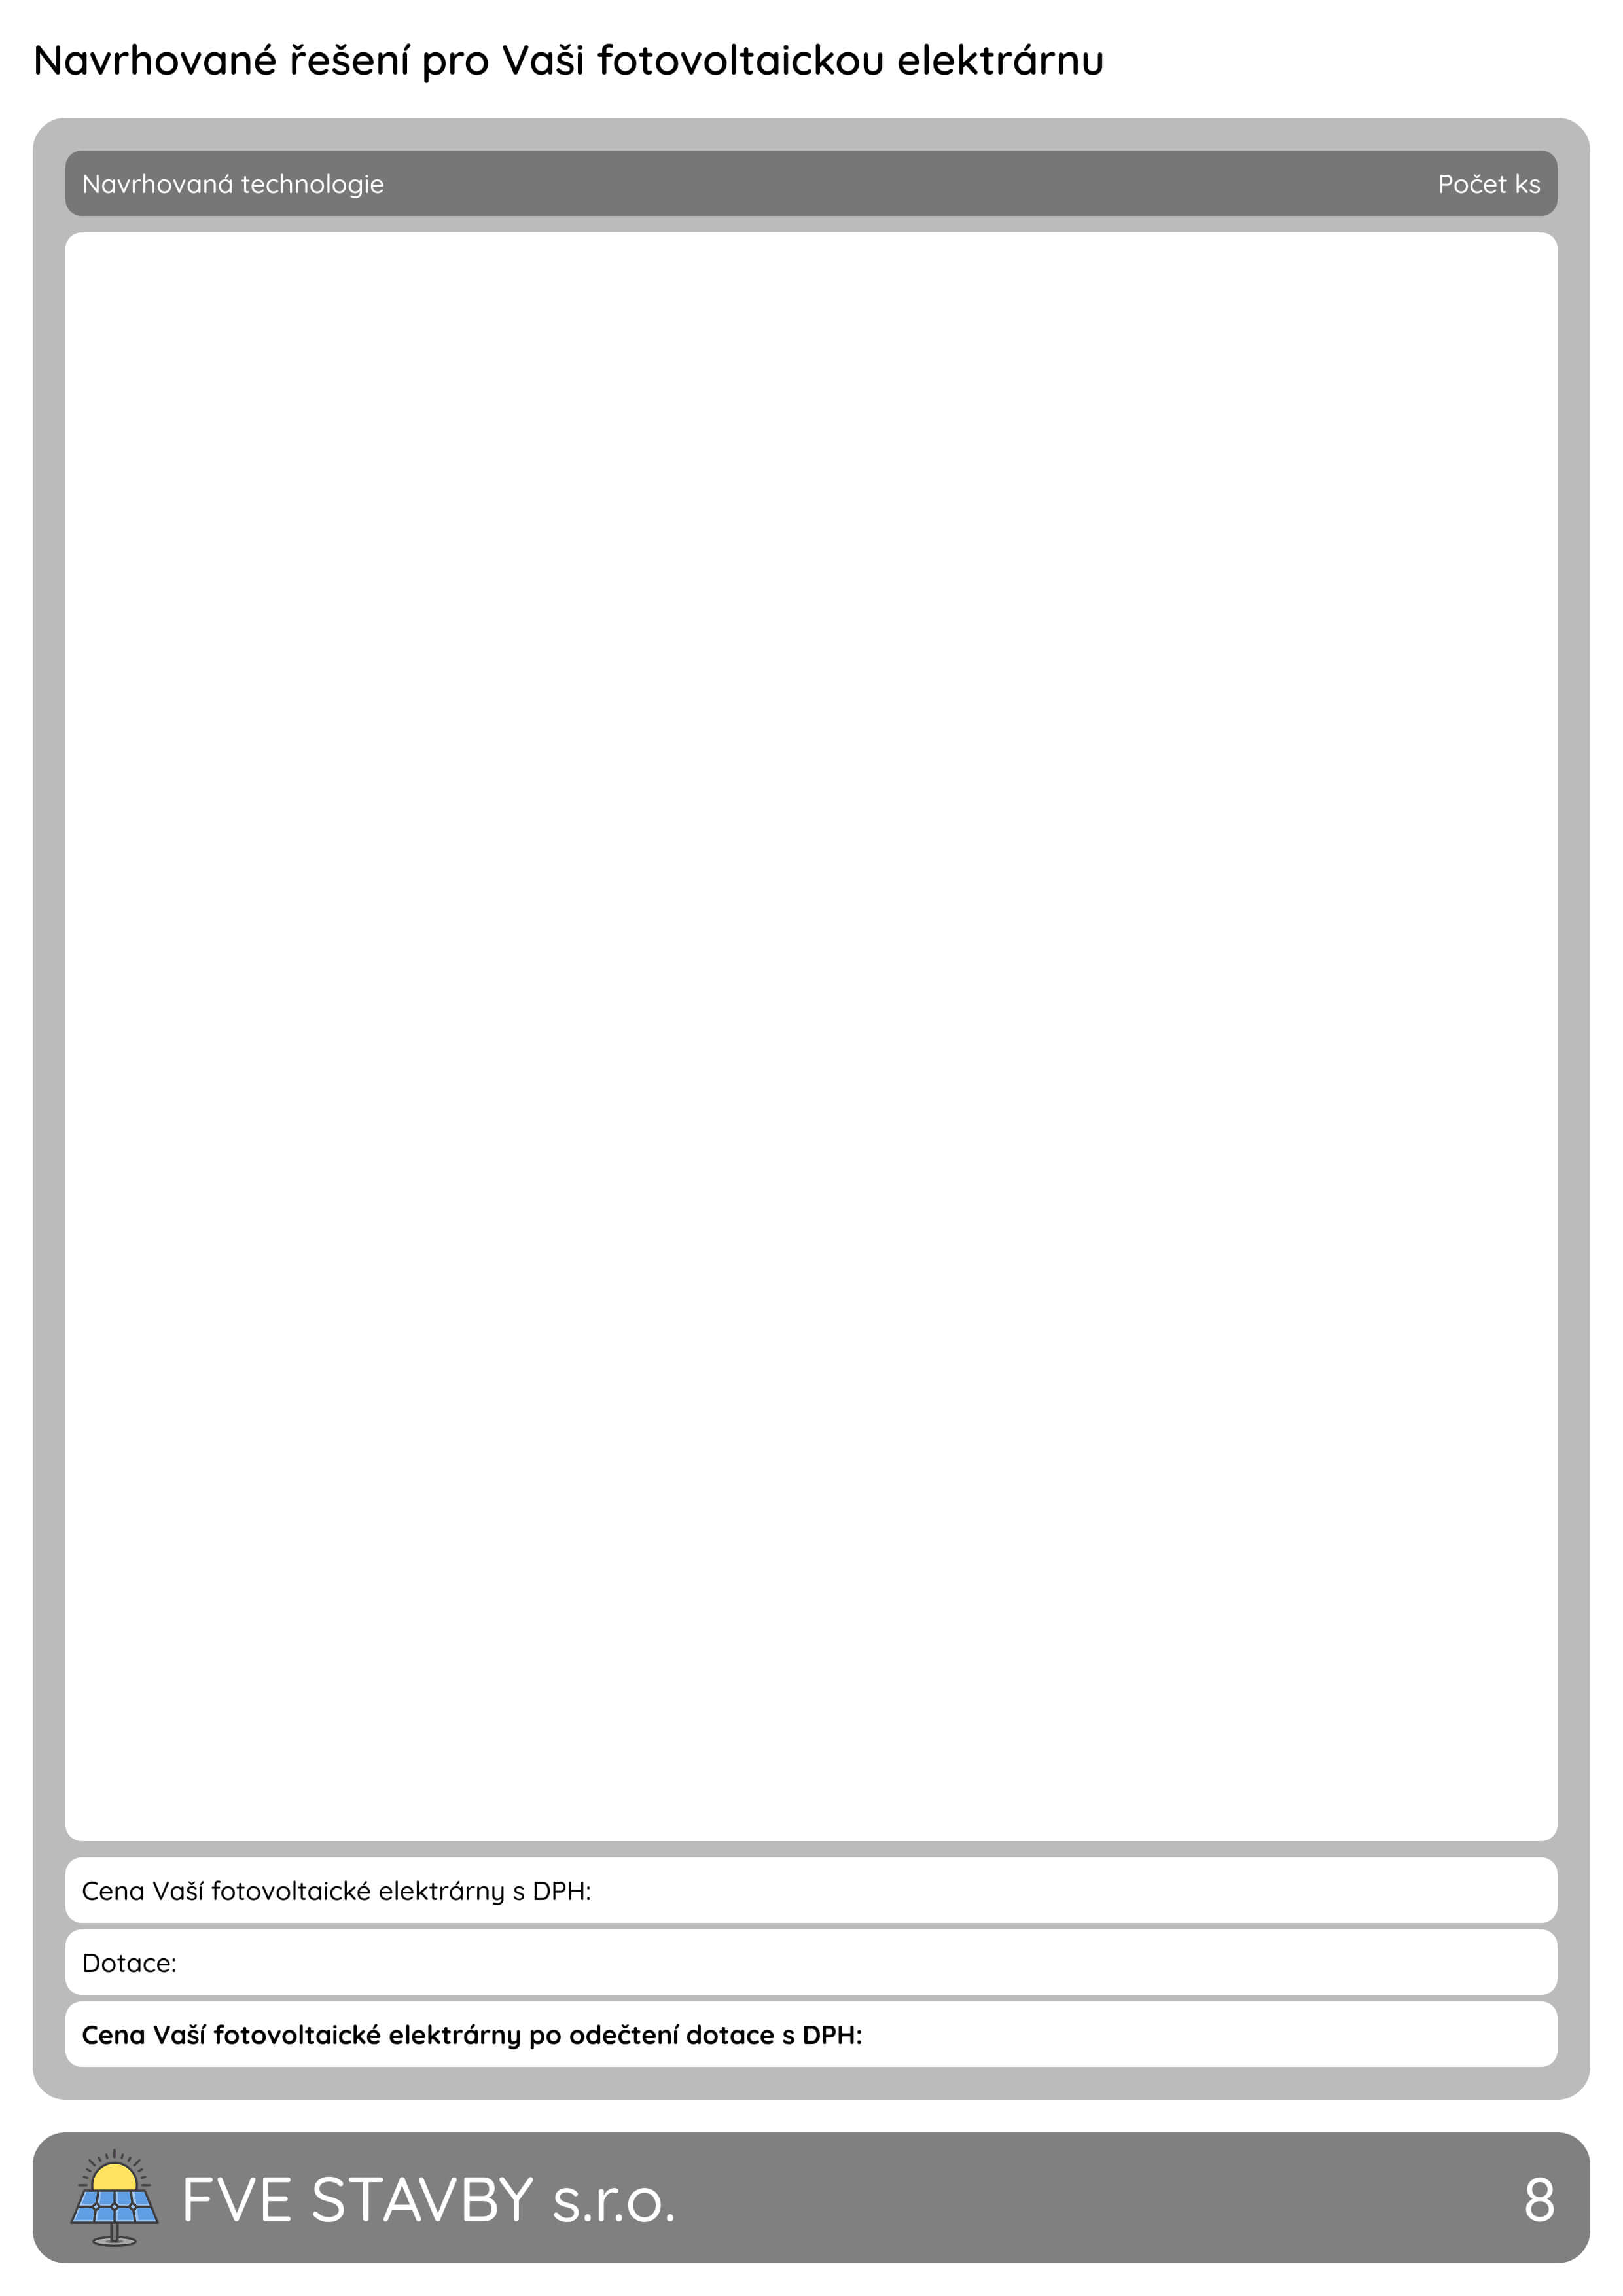 Navrhované řešení pro Vaši fotovoltaickou elektrárnu
Navrhovaná technologie Počet ks
Cena Vaší fotovoltaické elektrárny s DPH:
Dotace:
Cena Vaší fotovoltaické elektrárny po odečtení dotace s DPH:
FVE STAVBY s.r.o. 8